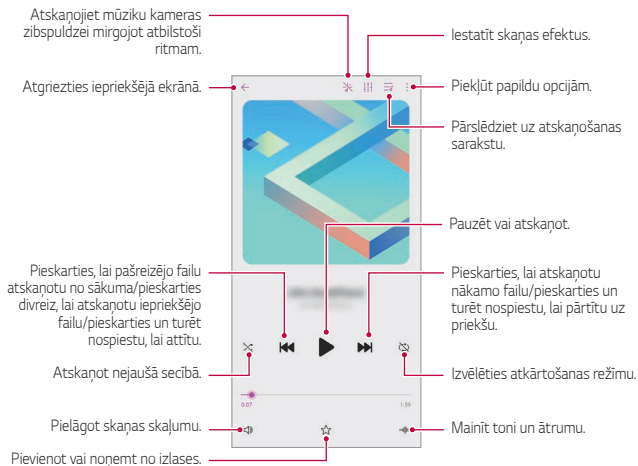 Atskaņojiet mūziku kameras
zibspuldzei mirgojot atbilstoši
ritmam.
Atgriezties iepriekšējā ekrānā.
Iestatīt skaņas efektus.
Piekļūt papildu opcijām.
Pārslēdziet uz atskaņošanas
sarakstu.
Pauzēt vai atskaņot.
Pieskarties, lai pašreizējo failu
atskaņotu no sākuma/pieskarties
divreiz, lai atskaņotu iepriekšējo
failu/pieskarties un turēt
nospiestu, lai attītu.
Pieskarties, lai atskaņotu
nākamo failu/pieskarties un
turēt nospiestu, lai pārtītu uz
priekšu.
Atskaņot nejaušā secībā.
Izvēlēties atkārtošanas režīmu.
0:07
1:59
Pielāgot skaņas skaļumu.
Mainīt toni un ātrumu.
Pievienot vai noņemt no izlases.